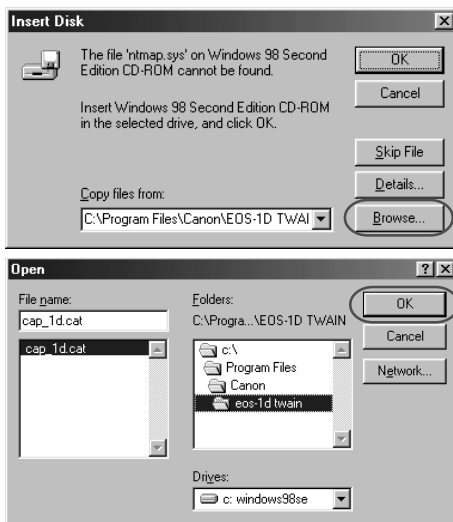 Insert Disk
The file 'ntmap.sys' on Windows 98 Second
Edition CD-ROM cannot be found.
Insert Windows 98 Second Edition CD-ROM
in the selected drive, and click OK.
OK
Cancel
Skip File
Details...
Browse...
Copy files from:
C:\Program Files\Canon\EOS-1D TWAI
Open
File name:
cap_1d.cat
cap_1d.cat
Folders:
C:\Progra...\EOS-1D TWAIN
c:\
Program Files
Canon
eos-1d twain
Drives:
c: windows98se
OK
Cancel
Network...